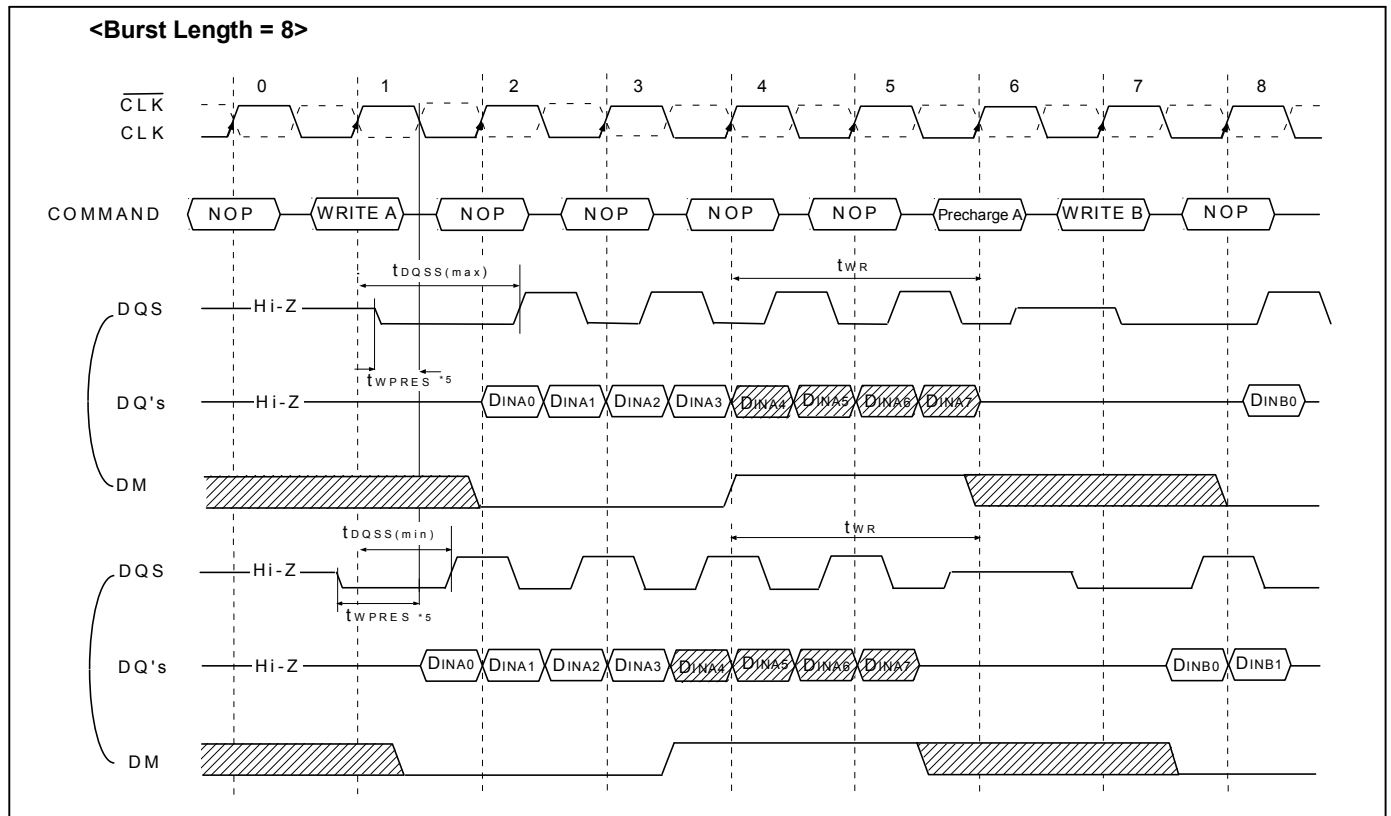 <Burst Length = 8>
0 1 2 3 4 5 6 7 8
CLK
CLK
COMMAND NOP WRITE A NOP NOP NOP NOP Precharge A WRITE B NOP
tDQSS(max) tWR
DQS Hi-Z
tWPRES *5
DQ's Hi-Z DINA0 DINA1 DINA2 DINA3 DINA4 DINA5 DINA6 DINA7 DINB0
DM
tDQSS(min) tWR
DQS Hi-Z
tWPRES *5
DQ's Hi-Z DINA0 DINA1 DINA2 DINA3 DINA4 DINA5 DINA6 DINA7 DINB0 DINB1
DM